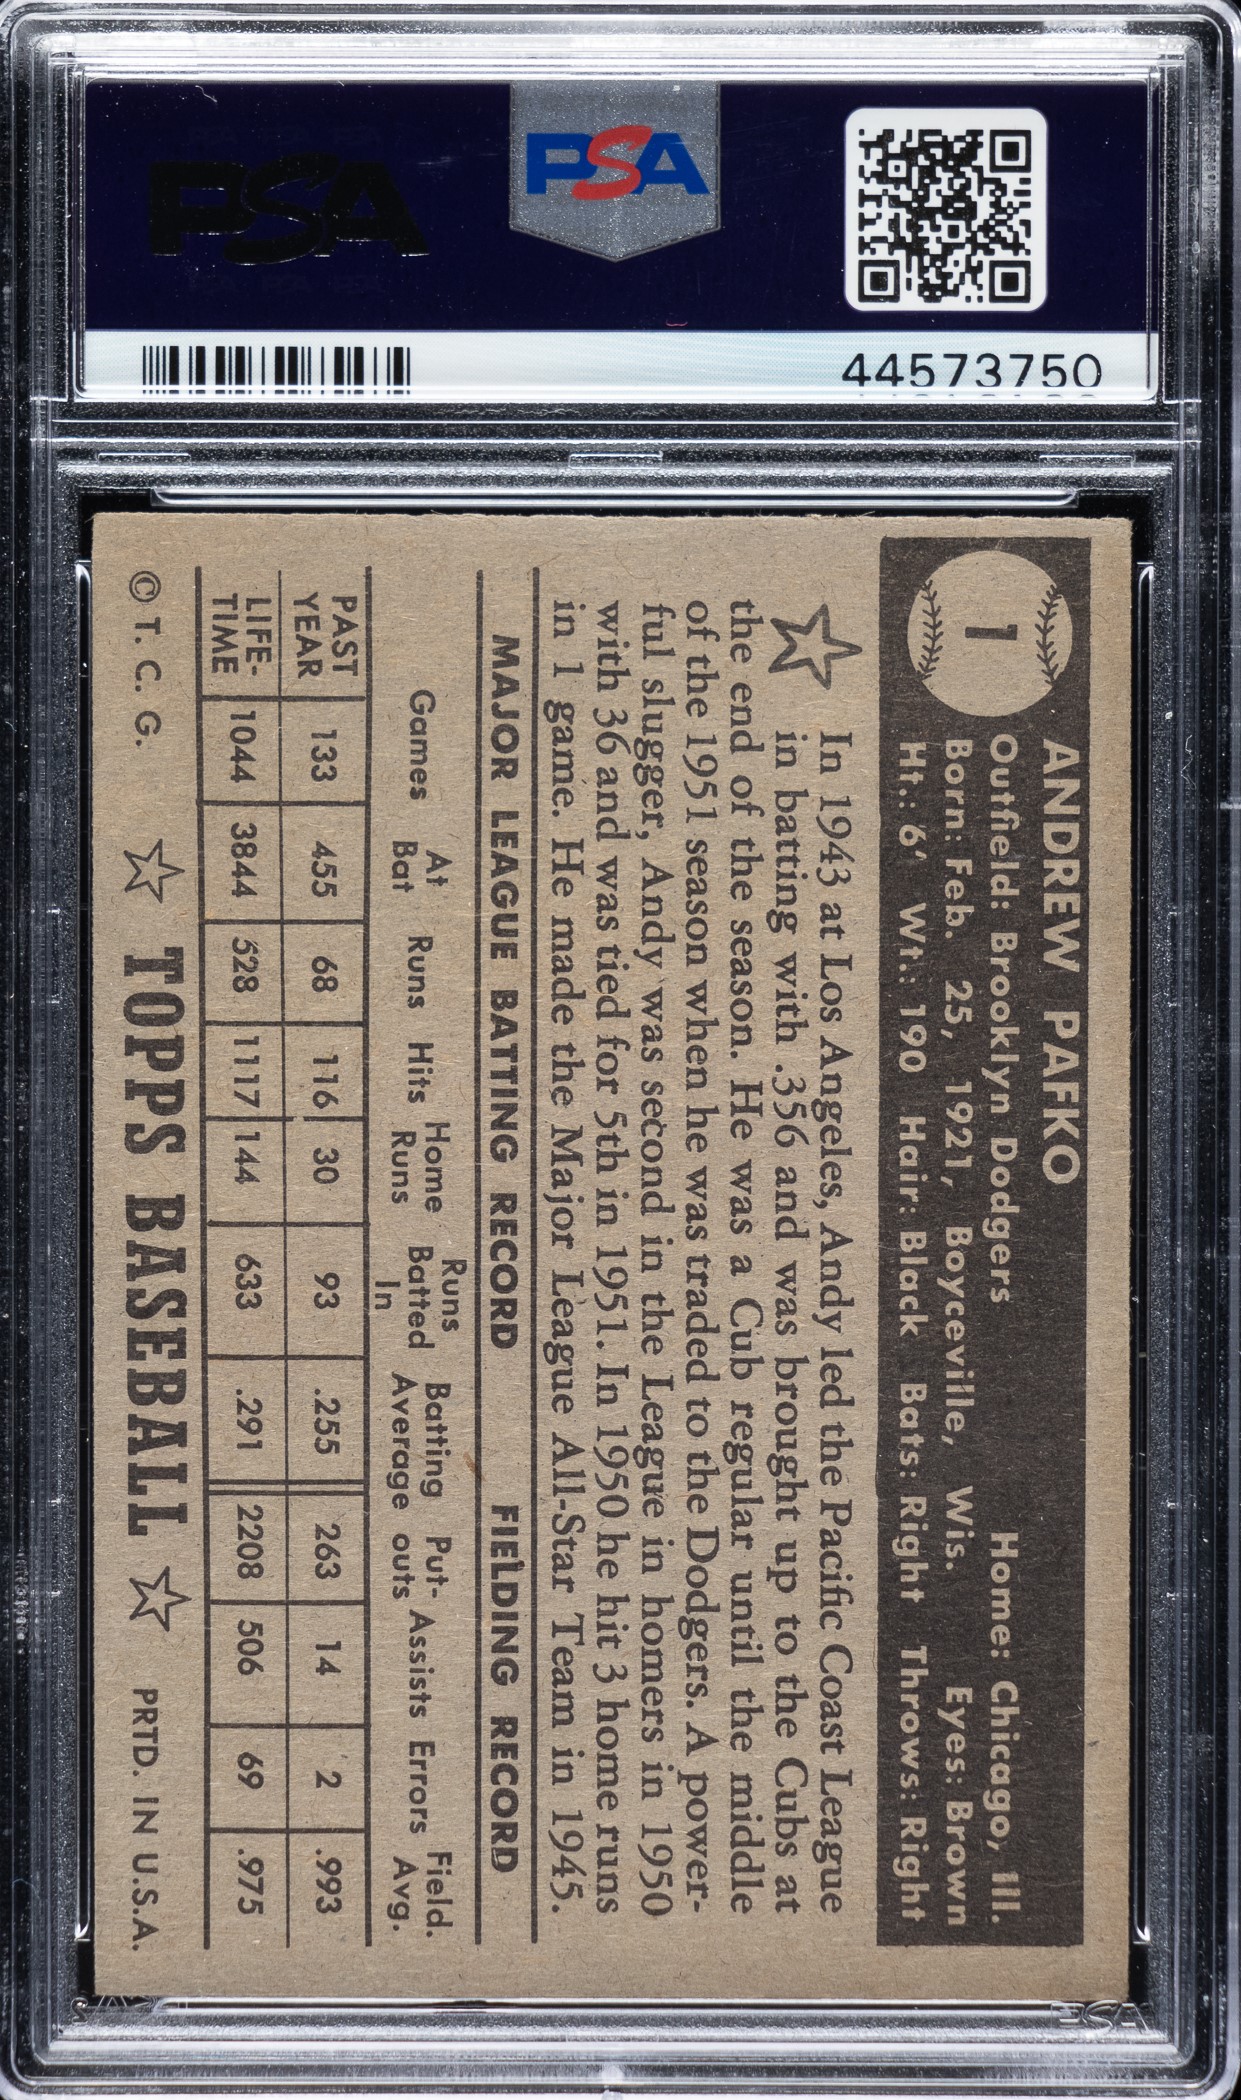 PSA
PSA
44573750
1
ANDREW PAFKO
Outfield: Brooklyn Dodgers Home: Chicago, Ill.
Born: Feb. 25, 1921, Boyceville, Wis. Eyes: Brown
Ht.: 6' Wt.: 190 Hair: Black Bats: Right Throws: Right
In 1943 at Los Angeles, Andy led the Pacific Coast League
in batting with .356 and was brought up to the Cubs at
the end of the season. He was a Cub regular until the middle
of the 1951 season when he was traded to the Dodgers. A power-
ful slugger, Andy was second in the League in homers in 1950
with 36 and was tied for 5th in 1951. In 1950 he hit 3 home runs
in 1 game. He made the Major League All-Star Team in 1945.
MAJOR LEAGUE BATTING RECORD FIELDING RECORD
Games At Bat Runs Hits Home Runs Runs Batted In Batting Average Put-outs Assists Errors Field. Avg.
PAST YEAR 133 455 68 116 30 93 .255 263 14 2 .993
LIFE-TIME 1044 3844 528 1117 144 633 .291 2208 506 69 .975
© T. C. G. TOPPS BASEBALL PRTD. IN U.S.A.
PSA